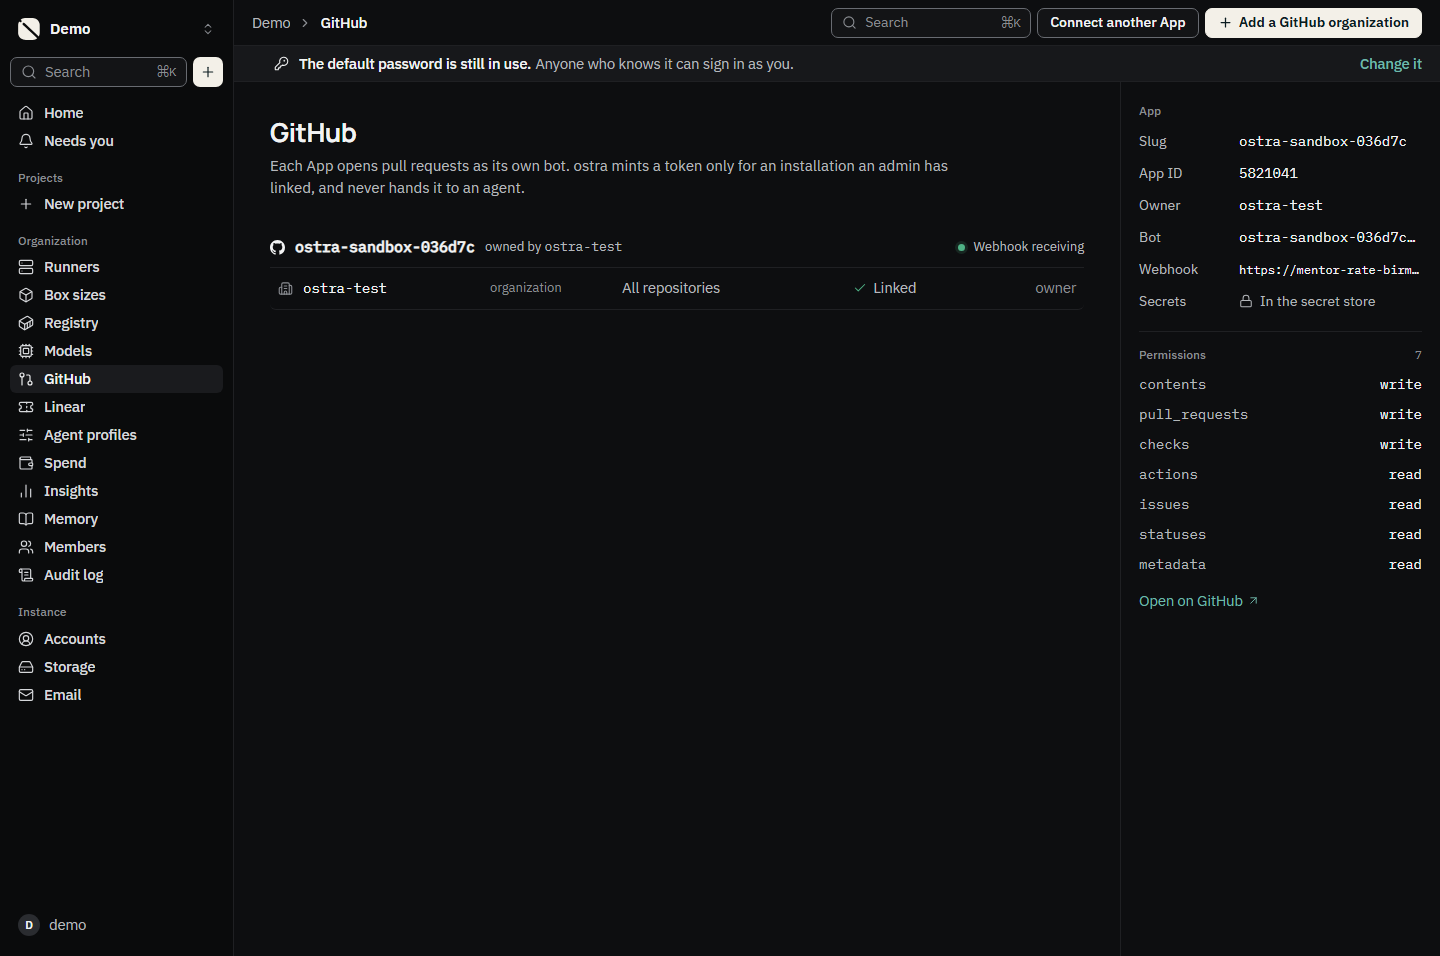 Demo
Search ⌘K
Home
Needs you
Projects
New project
Organization
Runners
Box sizes
Registry
Models
GitHub
Linear
Agent profiles
Spend
Insights
Memory
Members
Audit log
Instance
Accounts
Storage
Email
D demo
Demo > GitHub
Search ⌘K
Connect another App
+ Add a GitHub organization
The default password is still in use. Anyone who knows it can sign in as you.
Change it
GitHub
Each App opens pull requests as its own bot. ostra mints a token only for an installation an admin has
linked, and never hands it to an agent.
ostra-sandbox-036d7c owned by ostra-test Webhook receiving
ostra-test organization All repositories Linked owner
App
Slug ostra-sandbox-036d7c
App ID 5821041
Owner ostra-test
Bot ostra-sandbox-036d7c…
Webhook https://mentor-rate-birm…
Secrets In the secret store
Permissions 7
contents write
pull_requests write
checks write
actions read
issues read
statuses read
metadata read
Open on GitHub ↗